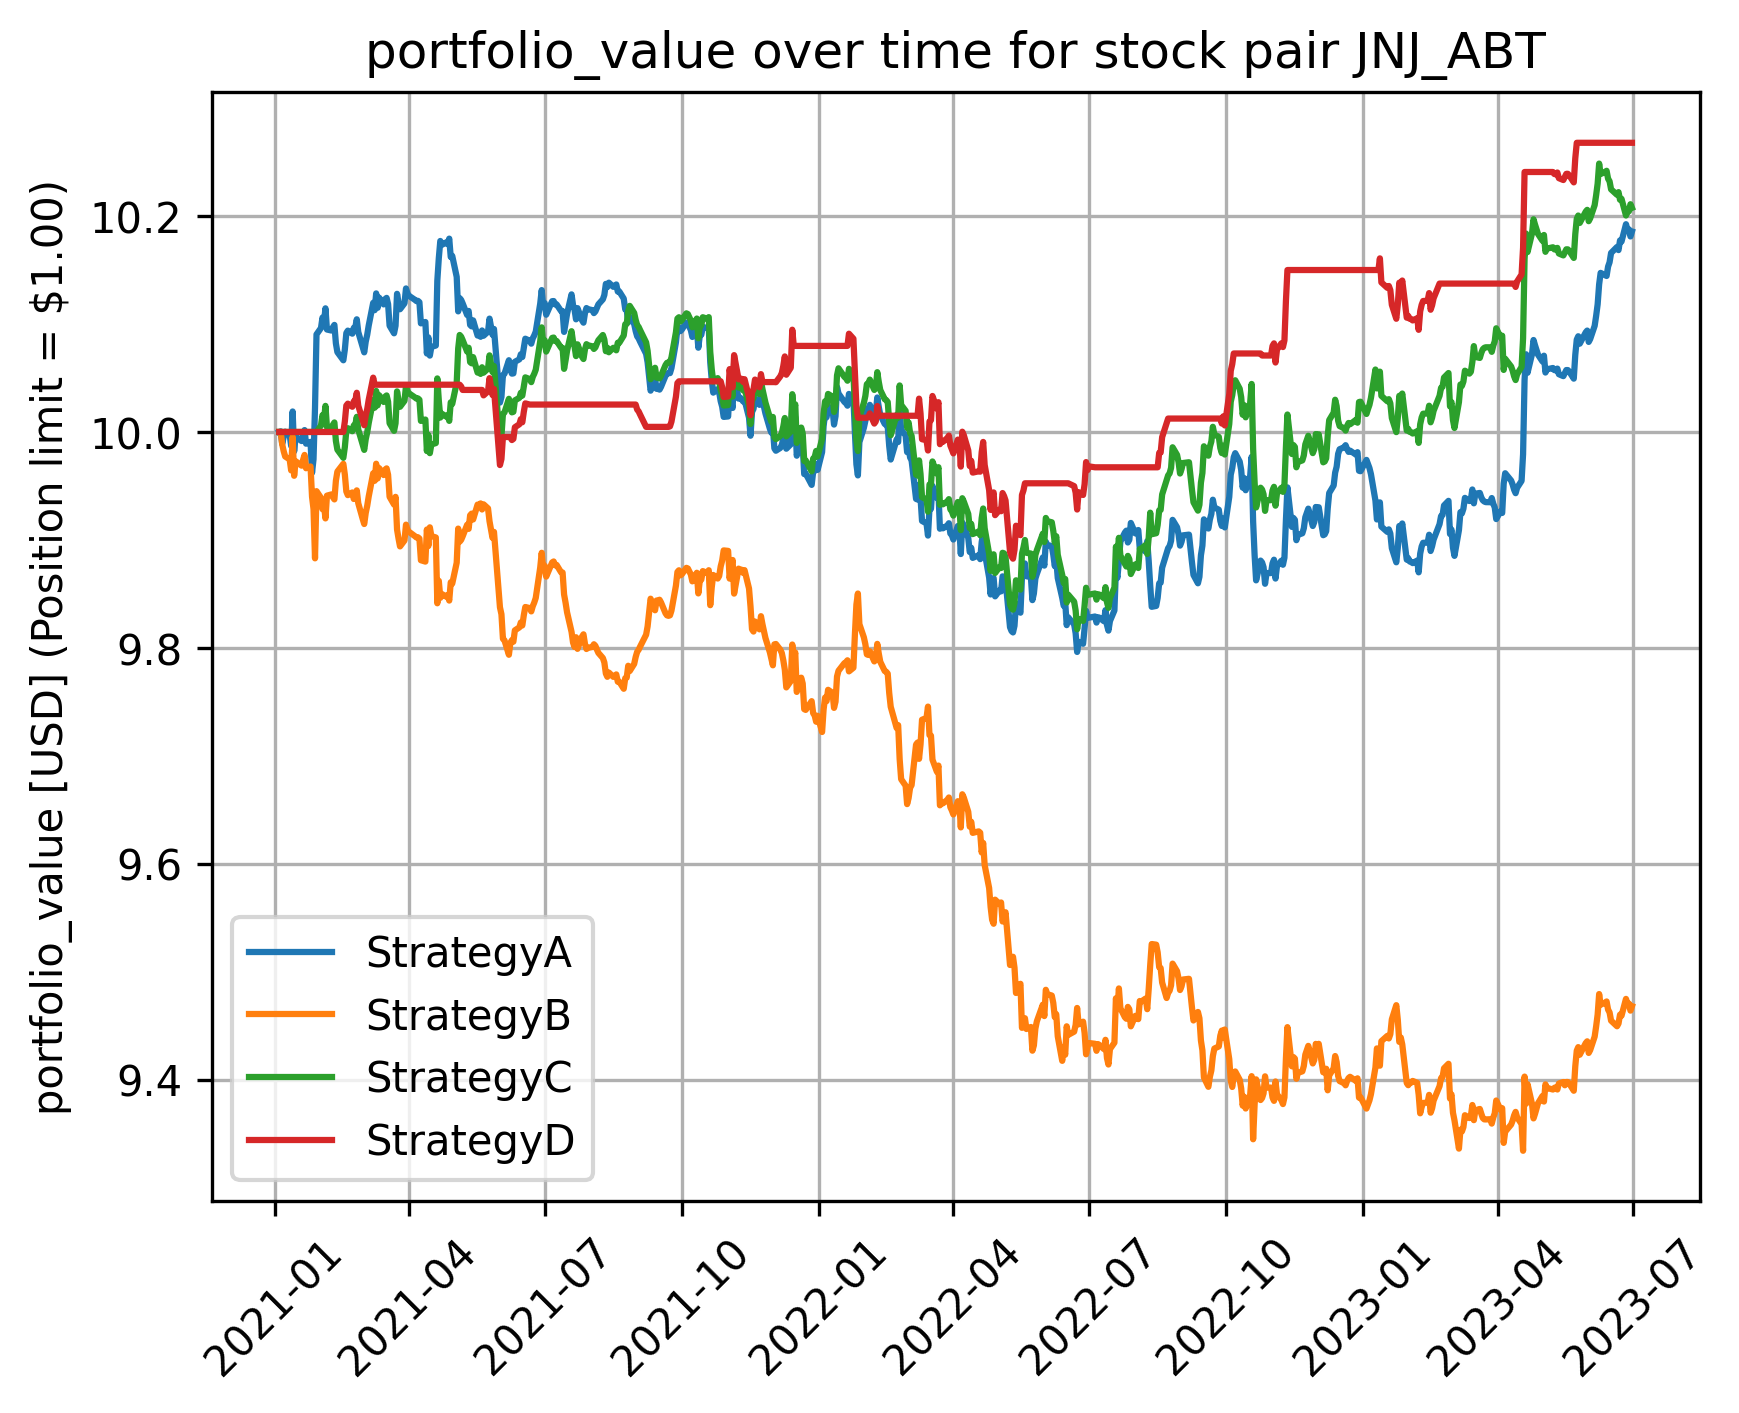 portfolio_value over time for stock pair JNJ_ABT
portfolio_value [USD] (Position limit = $1.00)
10.2
10.0
9.8
9.6
9.4
StrategyA
StrategyB
StrategyC
StrategyD
2021-01
2021-04
2021-07
2021-10
2022-01
2022-04
2022-07
2022-10
2023-01
2023-04
2023-07